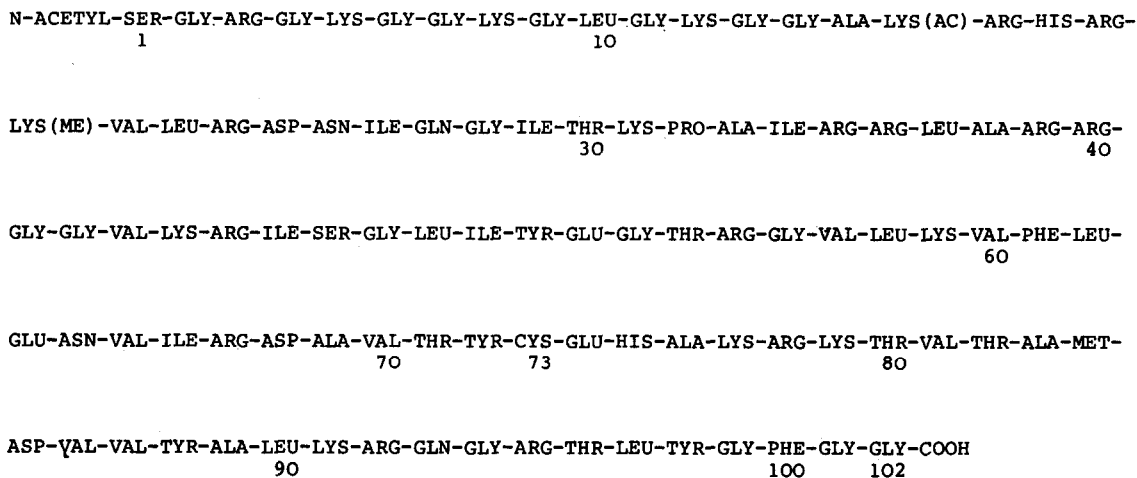 N-ACETYL-SER-GLY-ARG-GLY-LYS-GLY-GLY-LYS-GLY-LEU-GLY-LYS-GLY-GLY-ALA-LYS(AC)-ARG-HIS-ARG-
1 10
LYS(ME)-VAL-LEU-ARG-ASP-ASN-ILE-GLN-GLY-ILE-THR-LYS-PRO-ALA-ILE-ARG-ARG-LEU-ALA-ARG-ARG-
30 40
GLY-GLY-VAL-LYS-ARG-ILE-SER-GLY-LEU-ILE-TYR-GLU-GLY-THR-ARG-GLY-VAL-LEU-LYS-VAL-PHE-LEU-
60
GLU-ASN-VAL-ILE-ARG-ASP-ALA-VAL-THR-TYR-CYS-GLU-HIS-ALA-LYS-ARG-LYS-THR-VAL-THR-ALA-MET-
70 73 80
ASP-VAL-VAL-TYR-ALA-LEU-LYS-ARG-GLN-GLY-ARG-THR-LEU-TYR-GLY-PHE-GLY-GLY-COOH
90 100 102